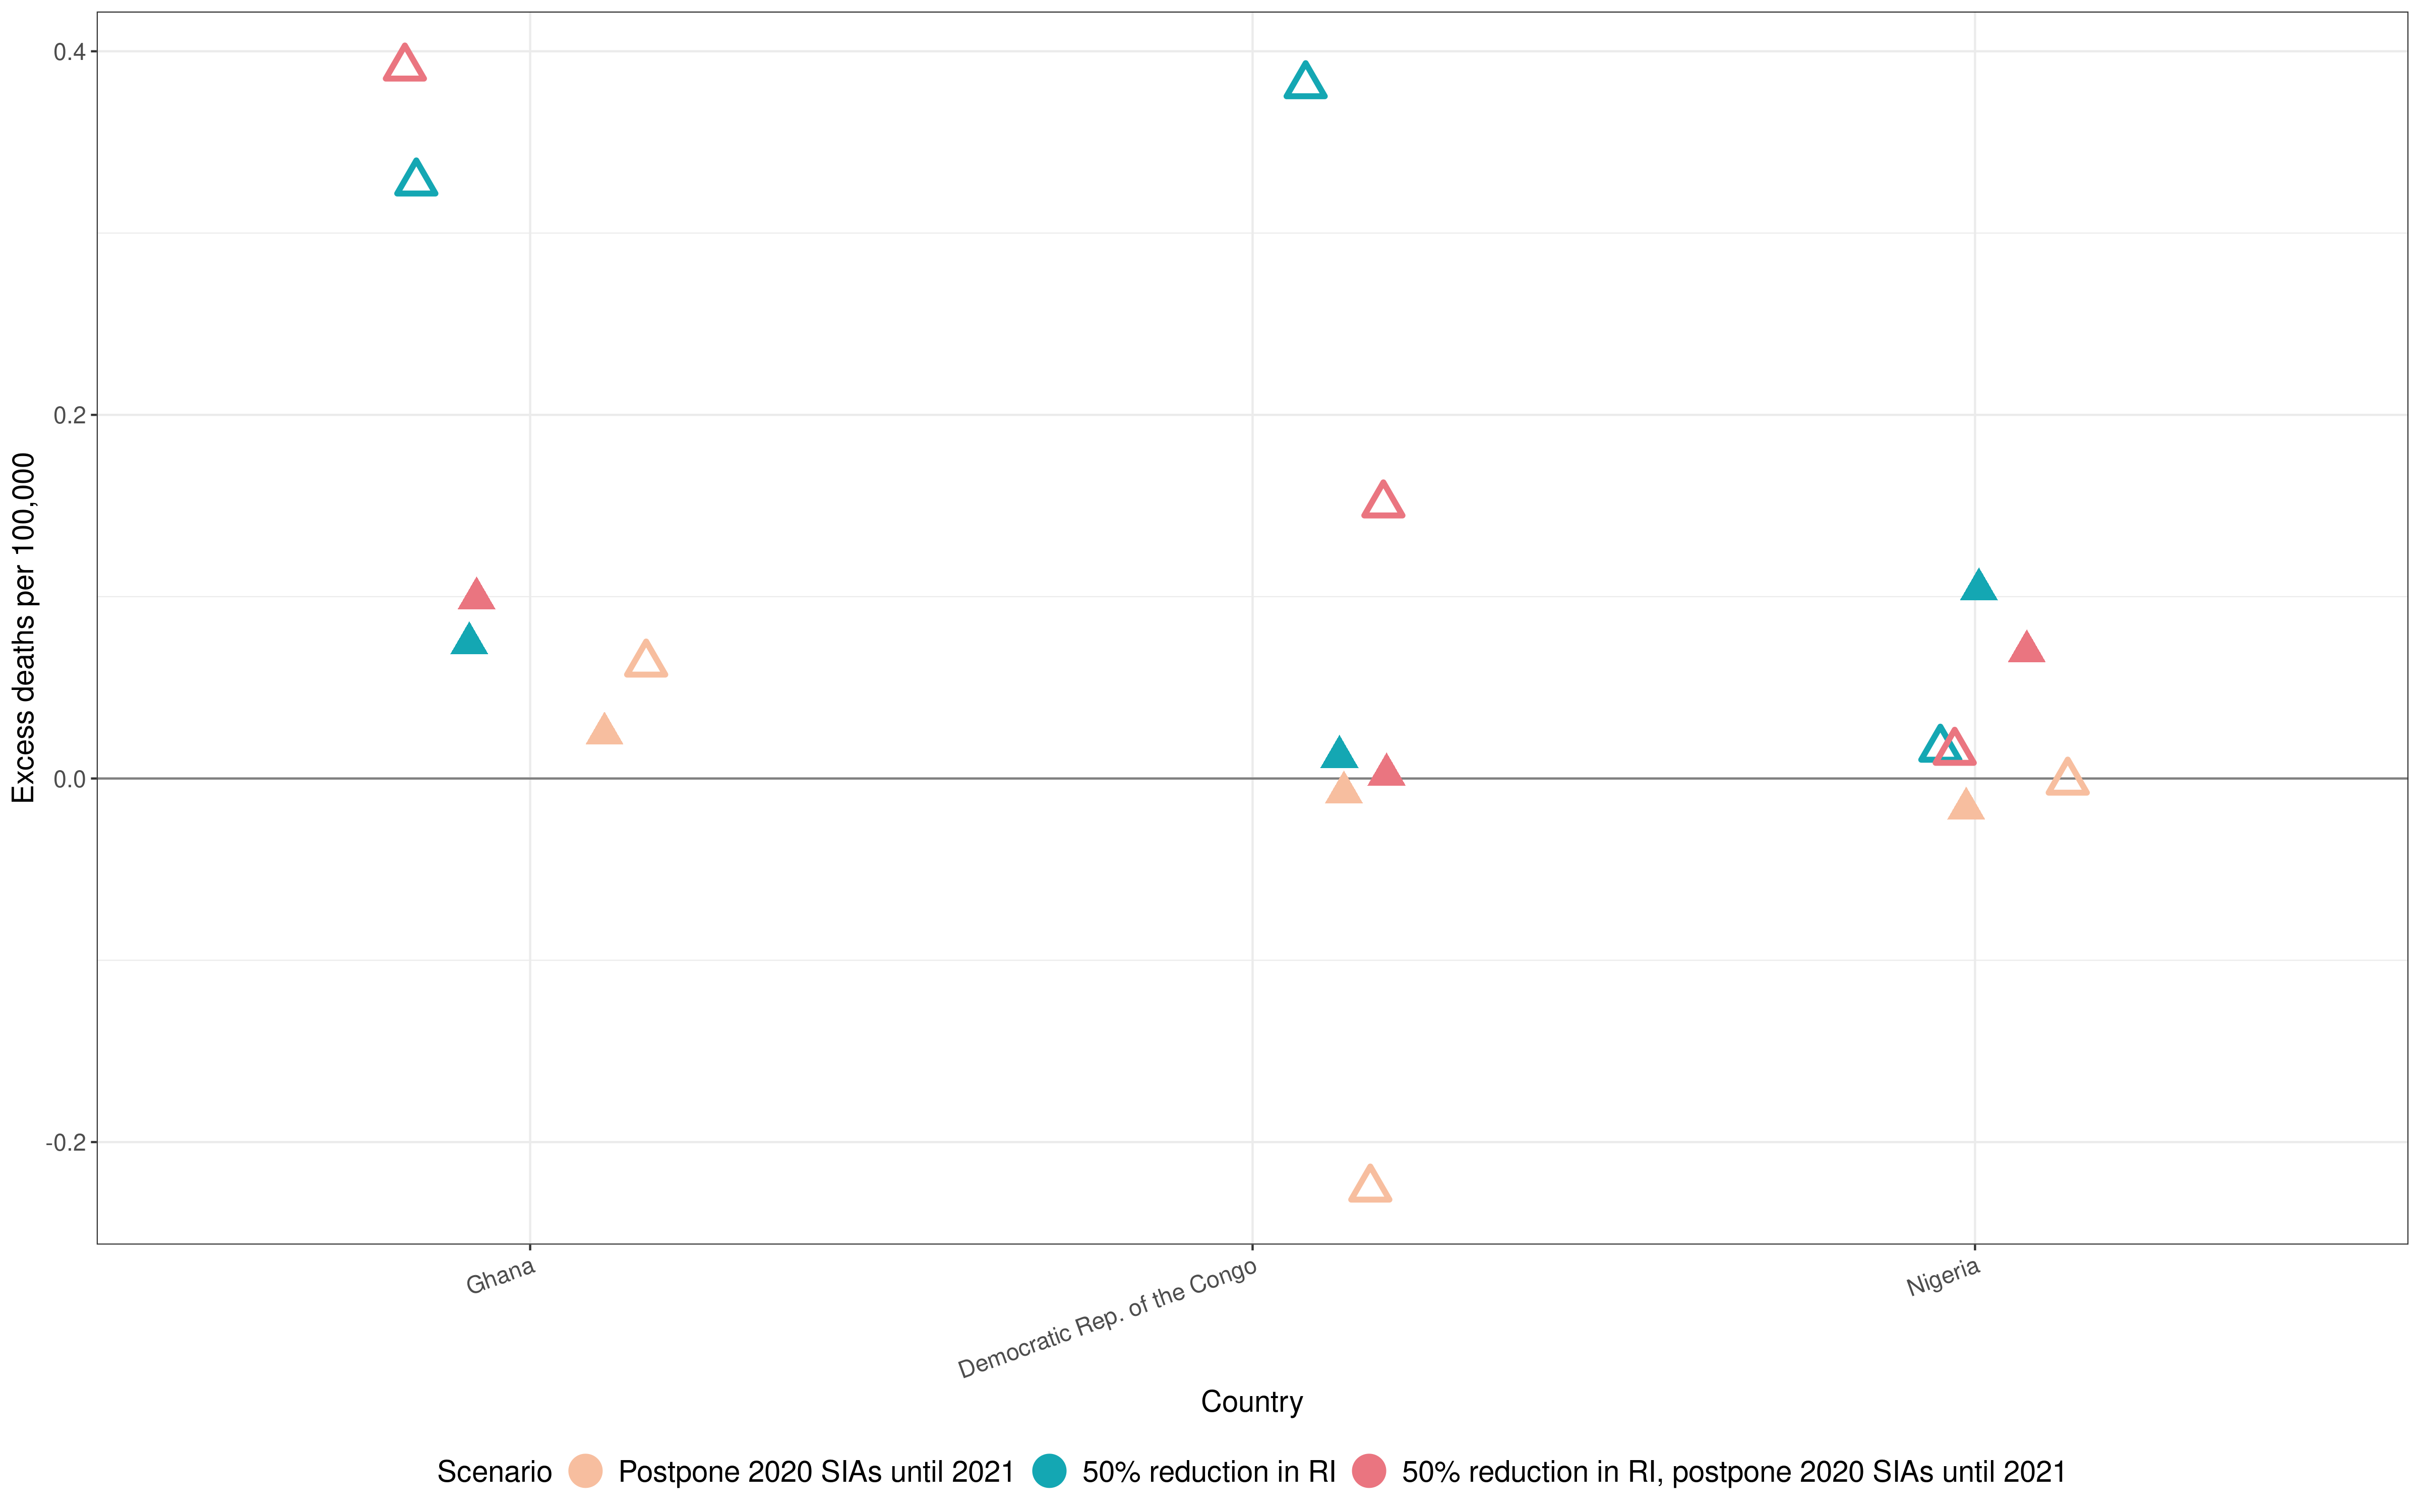 Excess deaths per 100,000
0.4
0.2
0.0
-0.2
Ghana
Democratic Rep. of the Congo
Nigeria
Country
Scenario Postpone 2020 SIAs until 2021 50% reduction in RI 50% reduction in RI, postpone 2020 SIAs until 2021